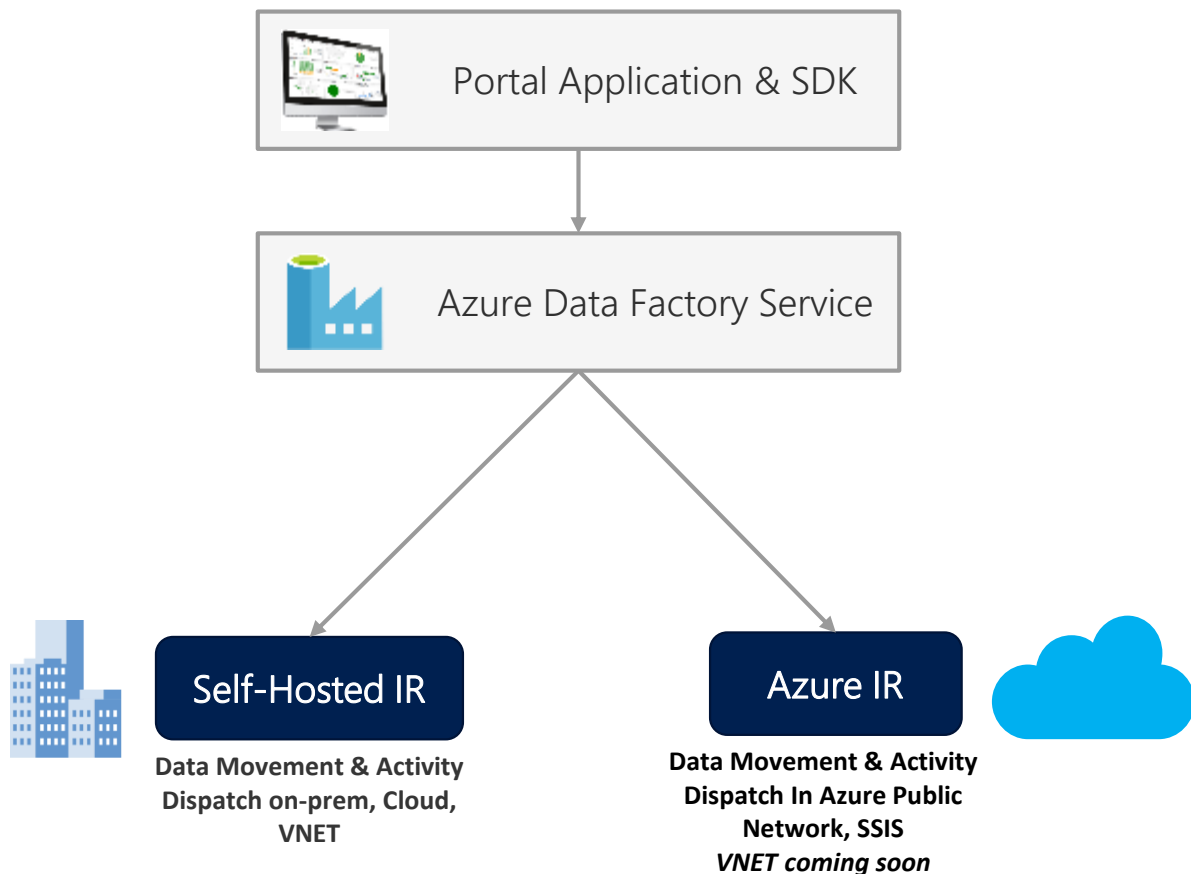 Portal Application & SDK
Azure Data Factory Service
Self-Hosted IR
Data Movement & Activity
Dispatch on-prem, Cloud,
VNET
Azure IR
Data Movement & Activity
Dispatch In Azure Public
Network, SSIS
VNET coming soon